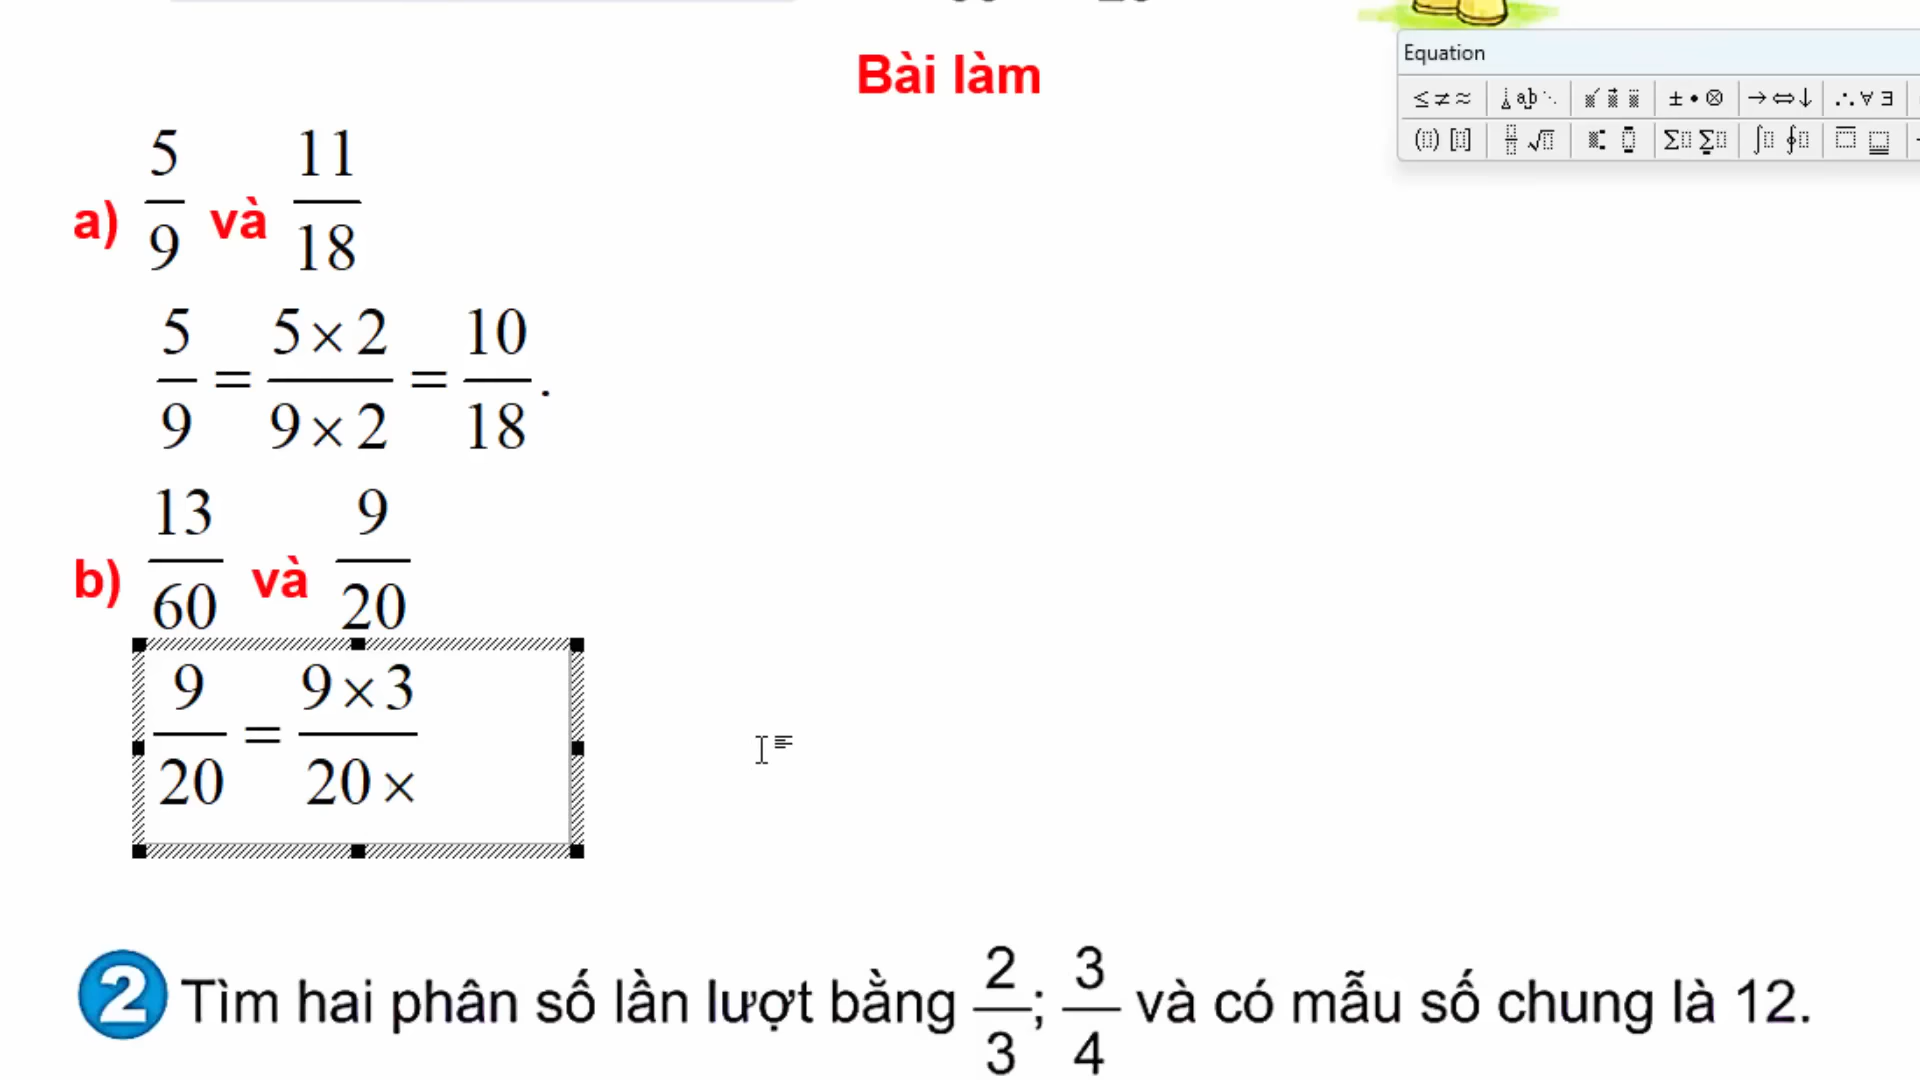 Bài làm
Equation
a) 5/9 và 11/18
5/9 = 5×2/9×2 = 10/18.
b) 13/60 và 9/20
9/20 = 9×3/20×
2 Tìm hai phân số lần lượt bằng 2/3; 3/4 và có mẫu số chung là 12.